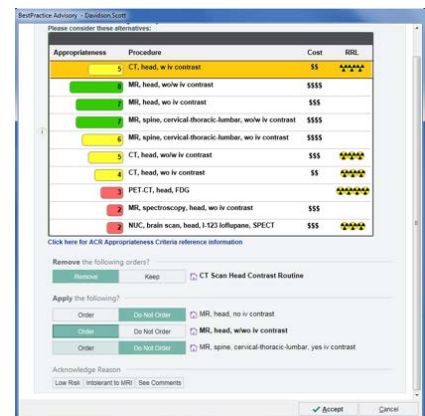 BestPractice Advisory - Davidson,Scott
Please consider these alternatives:
Appropriateness Procedure Cost RRL
5 CT, head, w iv contrast $$
8 MR, head, wo/w iv contrast $$$$
7 MR, head, wo iv contrast $$$
7 MR, spine, cervical-thoracic-lumbar, wo/w iv contrast $$$$
6 MR, spine, cervical-thoracic-lumbar, wo iv contrast $$$$
5 CT, head, wo/w iv contrast $$$
4 CT, head, wo iv contrast $$
3 PET-CT, head, FDG
2 MR, spectroscopy, head, wo iv contrast $$$
2 NUC, brain scan, head, I-123 Ioflupane, SPECT $$$
Click here for ACR Appropriateness Criteria reference information
Remove the following orders?
Remove Keep CT Scan Head Contrast Routine
Apply the following?
Order Do Not Order MR, head, no iv contrast
Order Do Not Order MR, head, w/wo iv contrast
Order Do Not Order MR, spine, cervical-thoracic-lumbar, yes iv contrast
Acknowledge Reason
Low Risk Intolerant to MRI See Comments
Accept Cancel